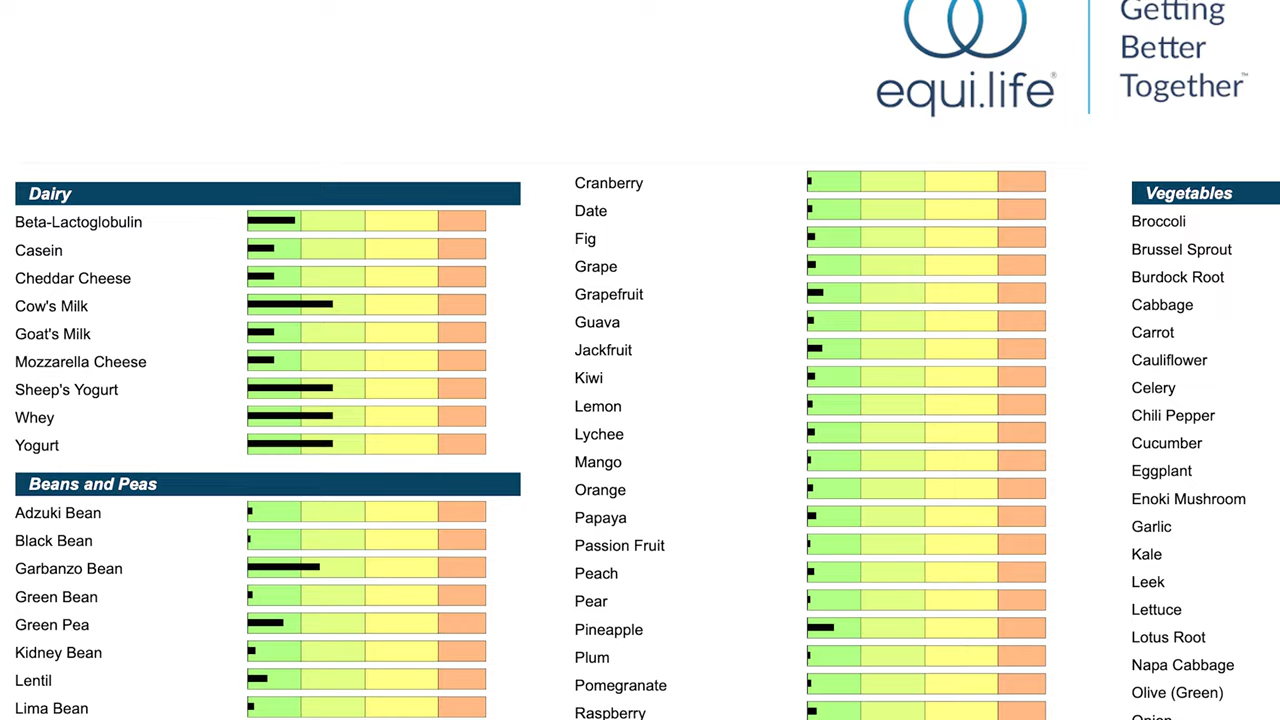 Getting
Better
Together™
equi.life®
Dairy
Beta-Lactoglobulin
Casein
Cheddar Cheese
Cow's Milk
Goat's Milk
Mozzarella Cheese
Sheep's Yogurt
Whey
Yogurt
Beans and Peas
Adzuki Bean
Black Bean
Garbanzo Bean
Green Bean
Green Pea
Kidney Bean
Lentil
Lima Bean
Cranberry
Date
Fig
Grape
Grapefruit
Guava
Jackfruit
Kiwi
Lemon
Lychee
Mango
Orange
Papaya
Passion Fruit
Peach
Pear
Pineapple
Plum
Pomegranate
Raspberry
Vegetables
Broccoli
Brussel Sprout
Burdock Root
Cabbage
Carrot
Cauliflower
Celery
Chili Pepper
Cucumber
Eggplant
Enoki Mushroom
Garlic
Kale
Leek
Lettuce
Lotus Root
Napa Cabbage
Olive (Green)
Onion